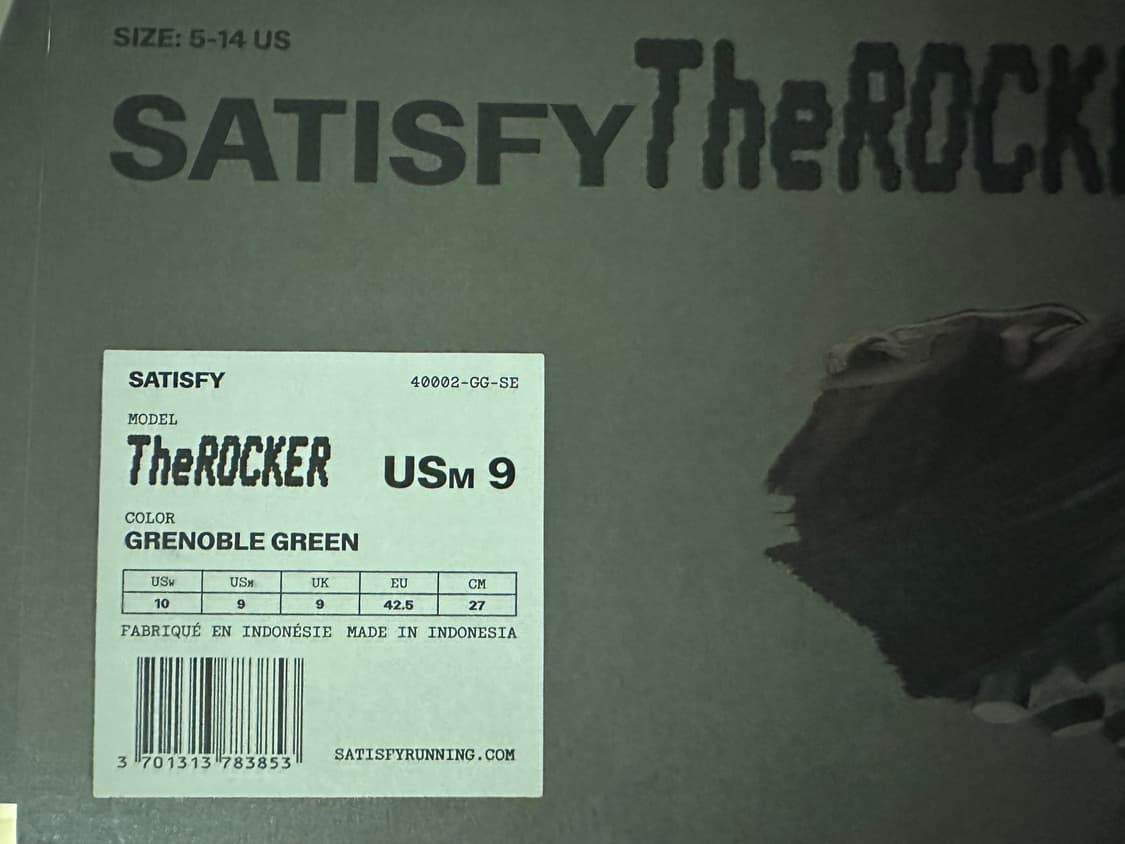 SIZE: 5-14 US
SATISFY TheROCK
SATISFY 40002-GG-SE
MODEL
TheROCKER USM 9
COLOR
GRENOBLE GREEN
USW USM UK EU CM
10 9 9 42.5 27
FABRIQUÉ EN INDONÉSIE MADE IN INDONESIA
3 701313 783853
SATISFYRUNNING.COM